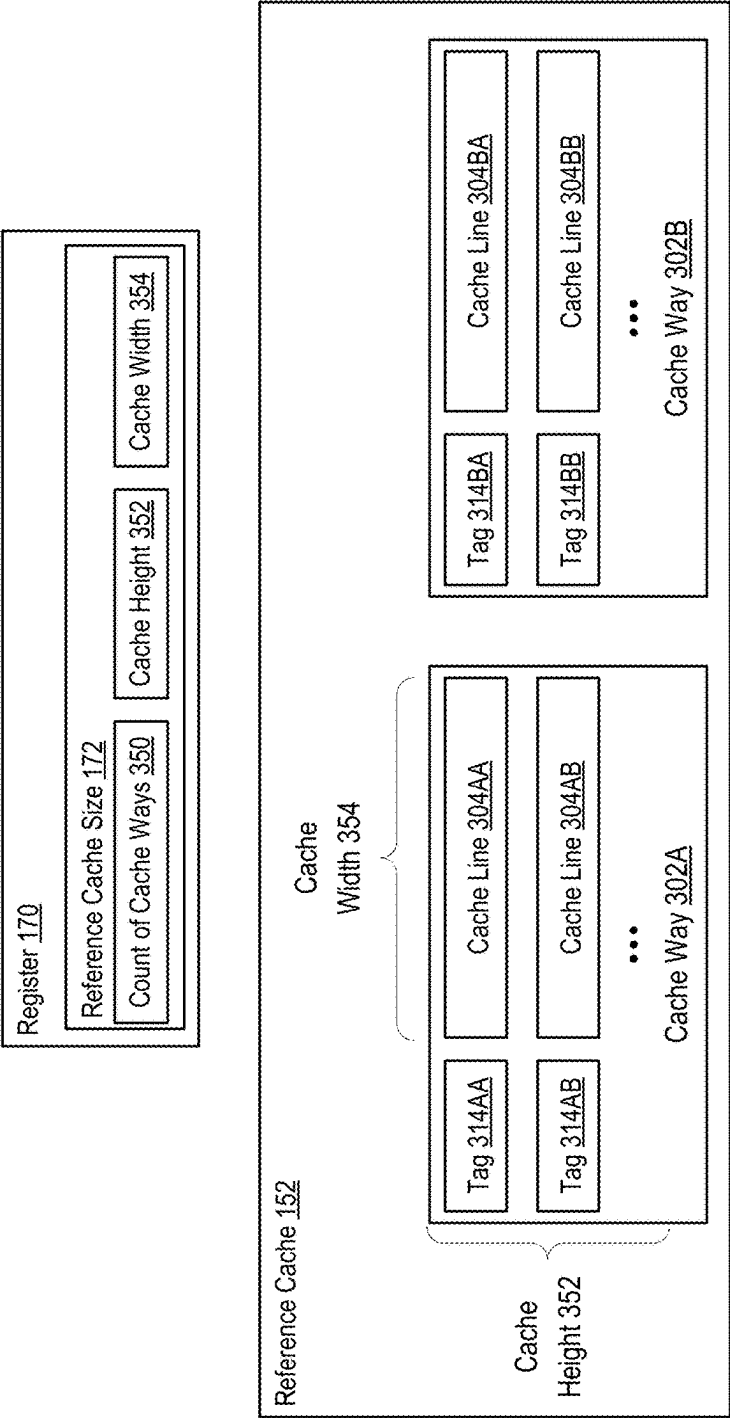 Register 170
Reference Cache Size 172
Count of Cache Ways 350
Cache Height 352
Cache Width 354
Reference Cache 152
Cache
Width 354
Cache
Height 352
Tag 314AA
Cache Line 304AA
Tag 314AB
Cache Line 304AB
•••
Cache Way 302A
Tag 314BA
Cache Line 304BA
Tag 314BB
Cache Line 304BB
•••
Cache Way 302B